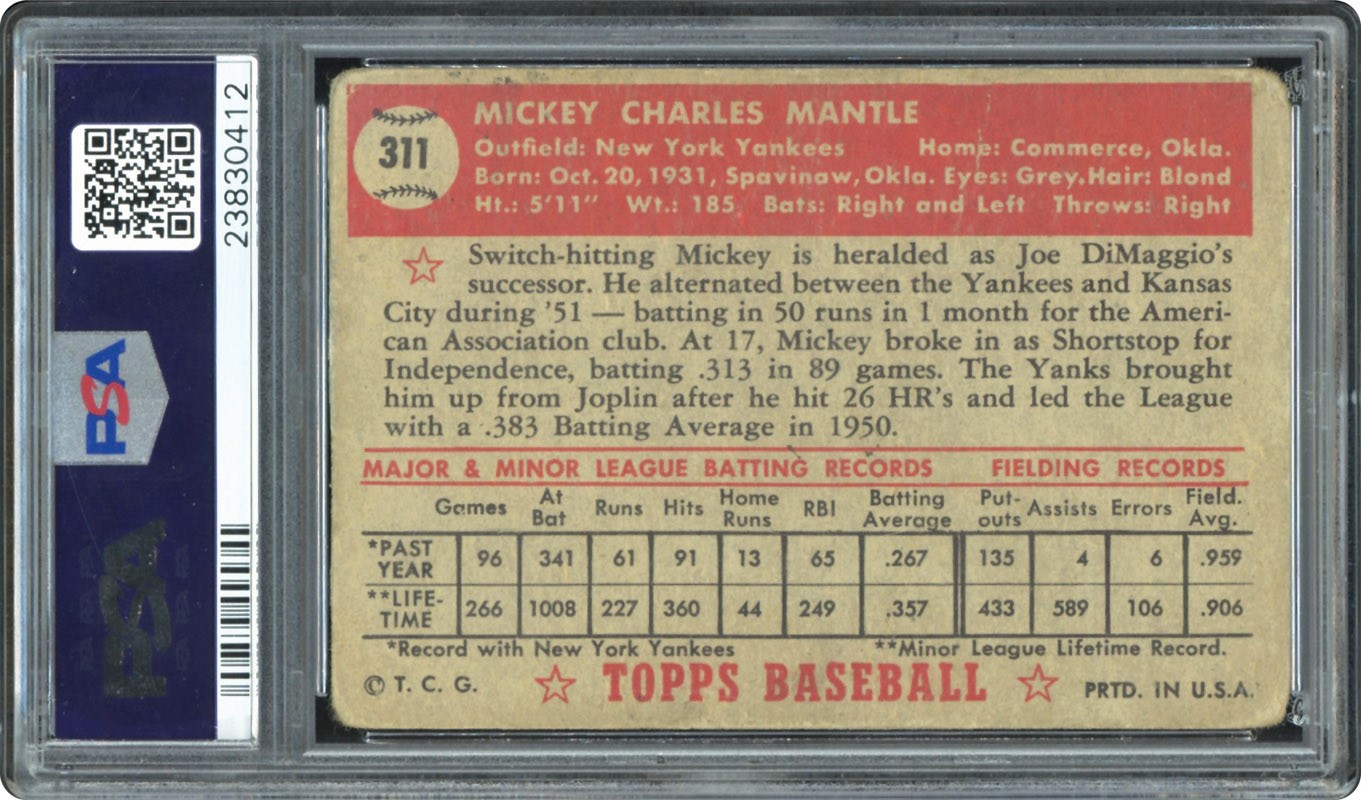 23830412
PSA
PSA
311
MICKEY CHARLES MANTLE
Outfield: New York Yankees Home: Commerce, Okla.
Born: Oct. 20, 1931, Spavinaw, Okla. Eyes: Grey. Hair: Blond
Ht.: 5'11" Wt.: 185 Bats: Right and Left Throws: Right
Switch-hitting Mickey is heralded as Joe DiMaggio's
successor. He alternated between the Yankees and Kansas
City during '51 — batting in 50 runs in 1 month for the Ameri-
can Association club. At 17, Mickey broke in as Shortstop for
Independence, batting .313 in 89 games. The Yanks brought
him up from Joplin after he hit 26 HR's and led the League
with a .383 Batting Average in 1950.
MAJOR & MINOR LEAGUE BATTING RECORDS FIELDING RECORDS
Games At Bat Runs Hits Home Runs RBI Batting Average Put-outs Assists Errors Field. Avg.
*PAST YEAR 96 341 61 91 13 65 .267 135 4 6 .959
**LIFE-TIME 266 1008 227 360 44 249 .357 433 589 106 .906
*Record with New York Yankees **Minor League Lifetime Record.
© T. C. G. TOPPS BASEBALL PRTD. IN U.S.A.